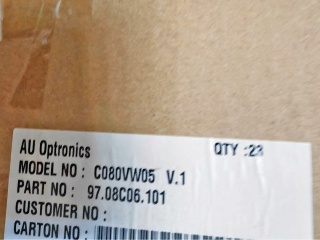 AU Optronics QTY :23
MODEL NO : C080VW05 V.1
PART NO : 97.08C06.101
CUSTOMER NO :
CARTON NO :